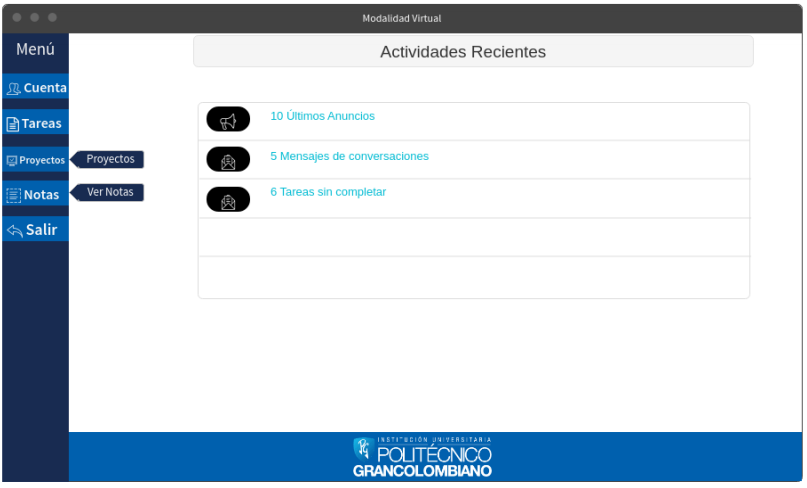 Modalidad Virtual
Menú
Actividades Recientes
Cuenta
Tareas
Proyectos
Proyectos
Notas
Ver Notas
Salir
10 Últimos Anuncios
5 Mensajes de conversaciones
6 Tareas sin completar
INSTITUCIÓN UNIVERSITARIA
POLITÉCNICO
GRANCOLOMBIANO